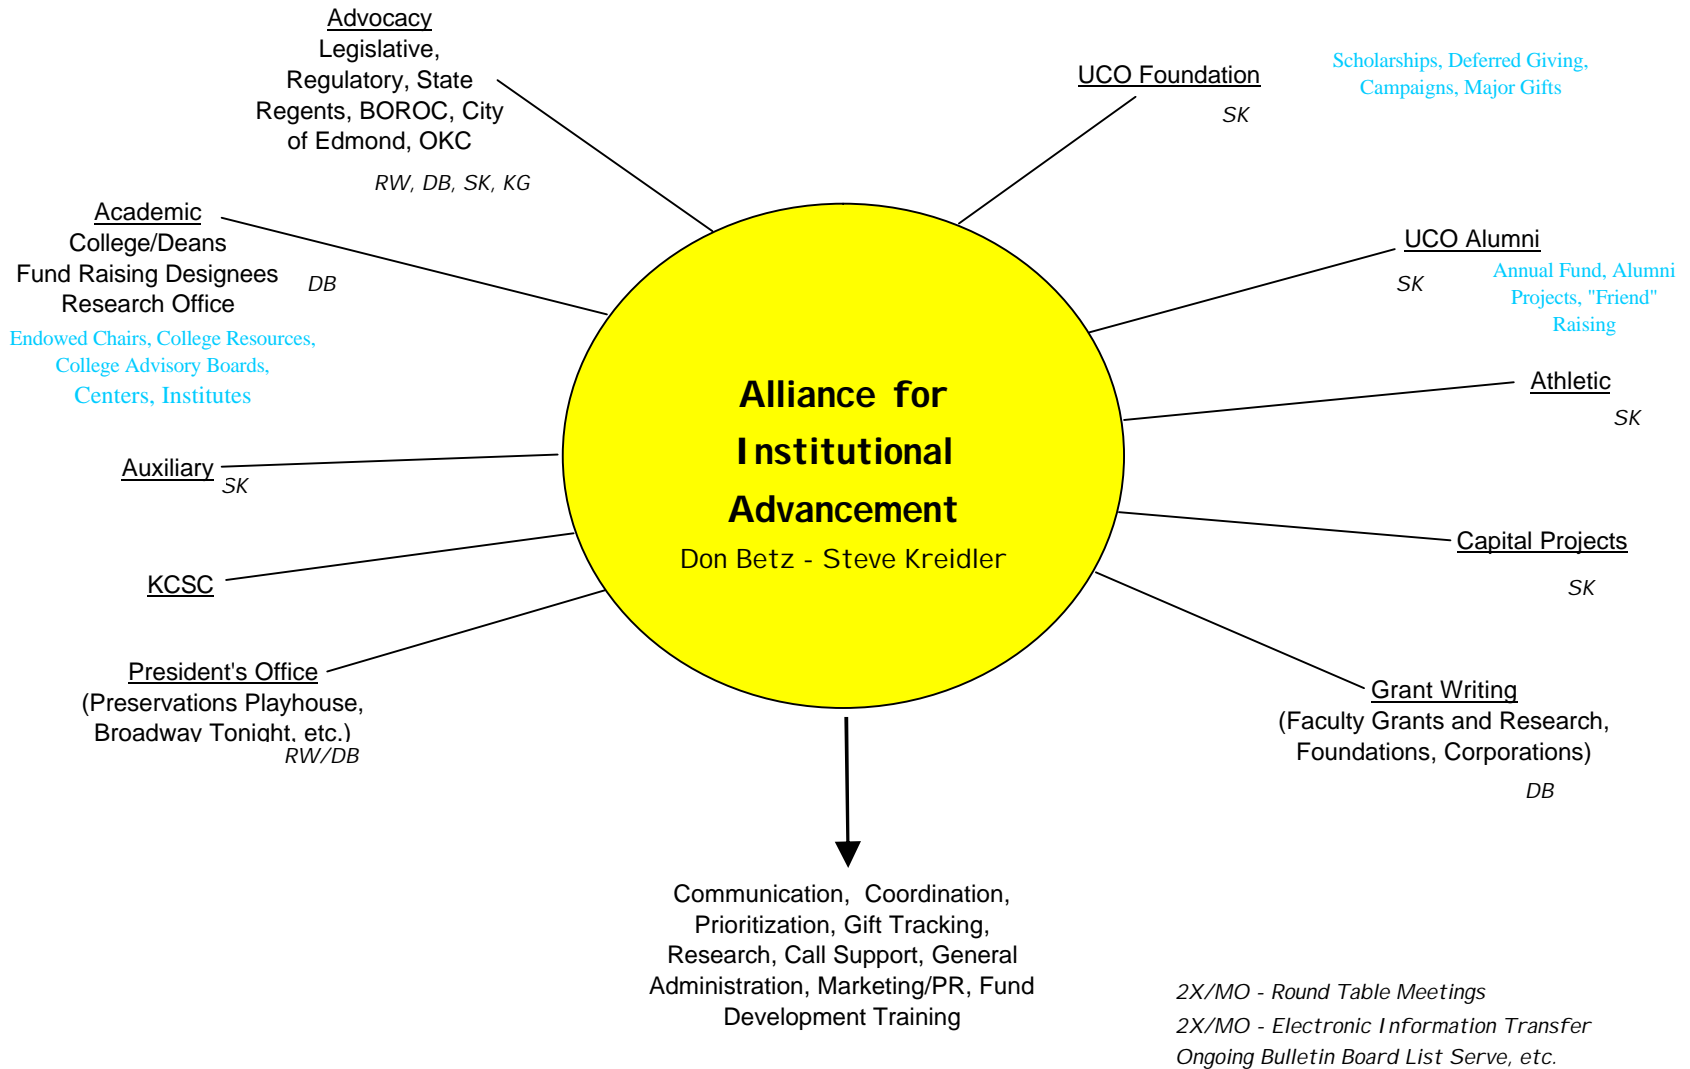 Advocacy
Legislative,
Regulatory, State
Regents, BOROC, City
of Edmond, OKC
RW, DB, SK, KG
Academic
College/Deans
Fund Raising Designees
Research Office
DB
Endowed Chairs, College Resources,
College Advisory Boards,
Centers, Institutes
Auxiliary
SK
KCSC
President's Office
(Preservations Playhouse,
Broadway Tonight, etc.)
RW/DB
Alliance for
Institutional
Advancement
Don Betz - Steve Kreidler
UCO Foundation
SK
Scholarships, Deferred Giving,
Campaigns, Major Gifts
UCO Alumni
SK
Annual Fund, Alumni
Projects, "Friend"
Raising
Athletic
SK
Capital Projects
SK
Grant Writing
(Faculty Grants and Research,
Foundations, Corporations)
DB
Communication, Coordination,
Prioritization, Gift Tracking,
Research, Call Support, General
Administration, Marketing/PR, Fund
Development Training
2X/MO - Round Table Meetings
2X/MO - Electronic Information Transfer
Ongoing Bulletin Board List Serve, etc.